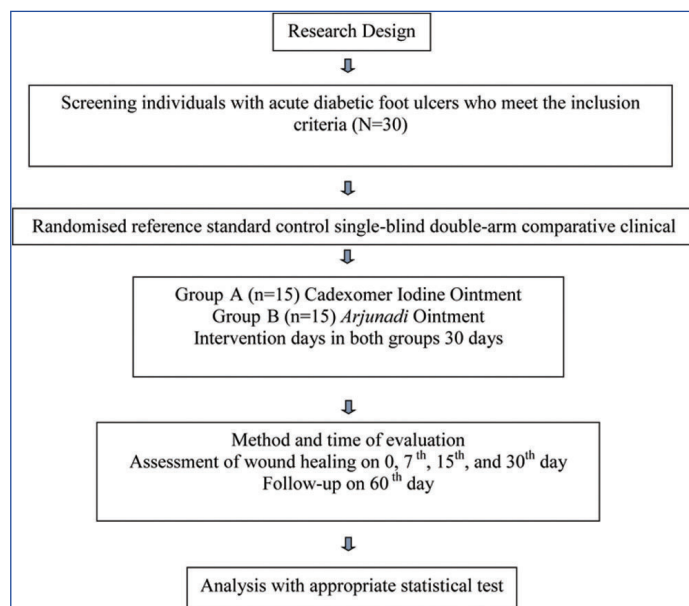 Research Design
Screening individuals with acute diabetic foot ulcers who meet the inclusion
criteria (N=30)
Randomised reference standard control single-blind double-arm comparative clinical
Group A (n=15) Cadexomer Iodine Ointment
Group B (n=15) Arjunadi Ointment
Intervention days in both groups 30 days
Method and time of evaluation
Assessment of wound healing on 0, 7th, 15th, and 30th day
Follow-up on 60th day
Analysis with appropriate statistical test